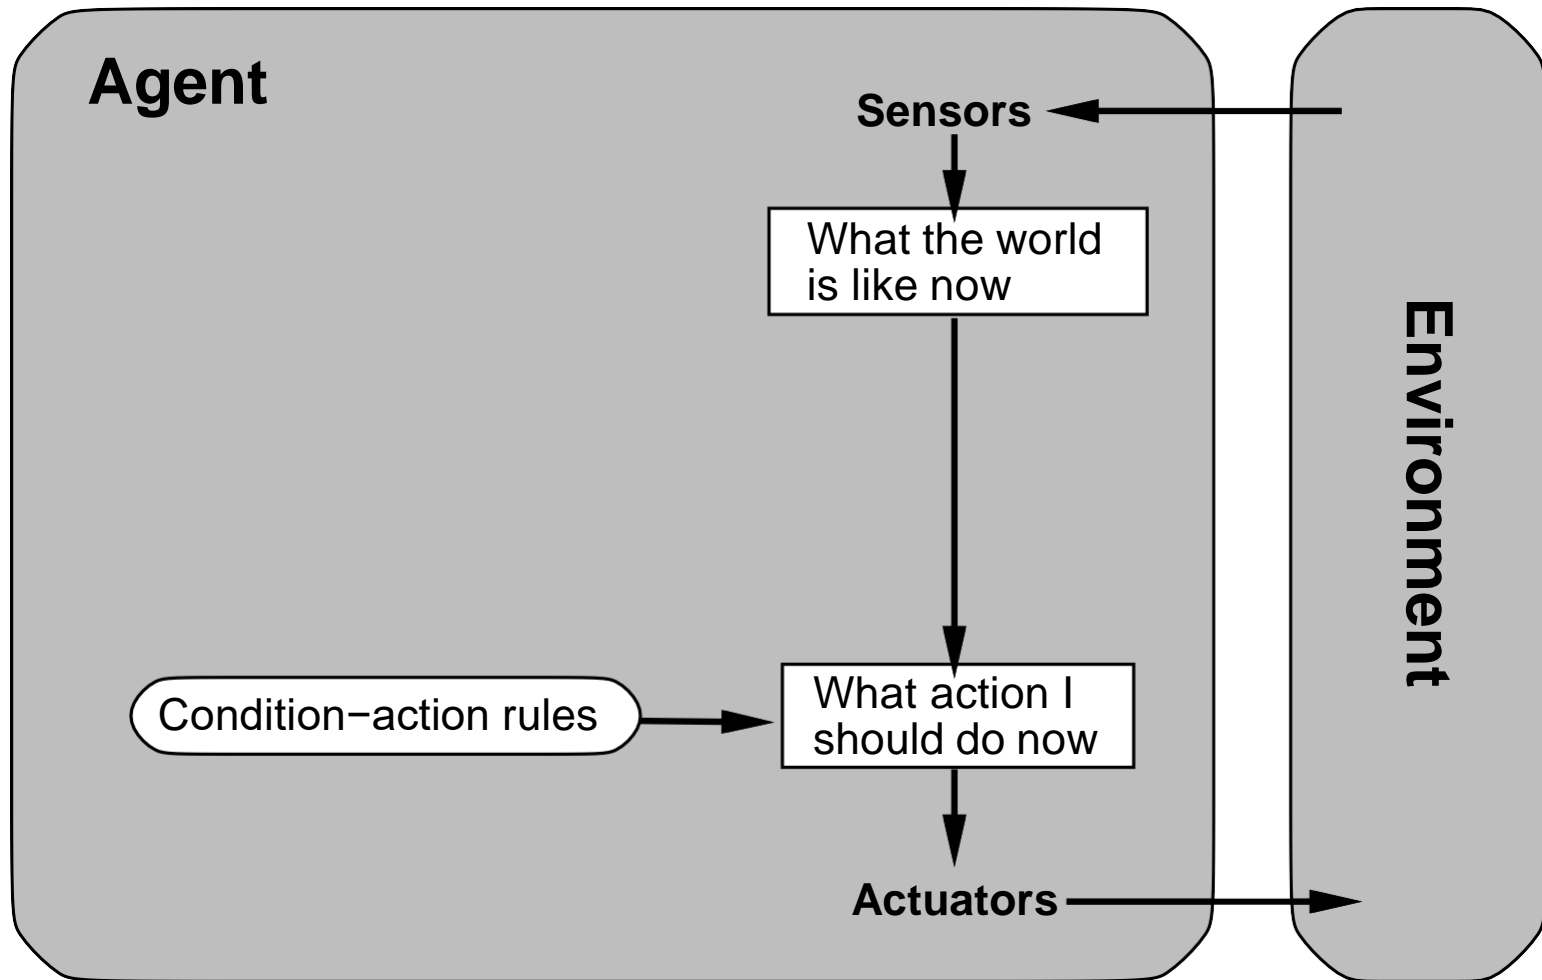 Agent
Sensors
What the world
is like now
Environment
Condition−action rules
What action I
should do now
Actuators